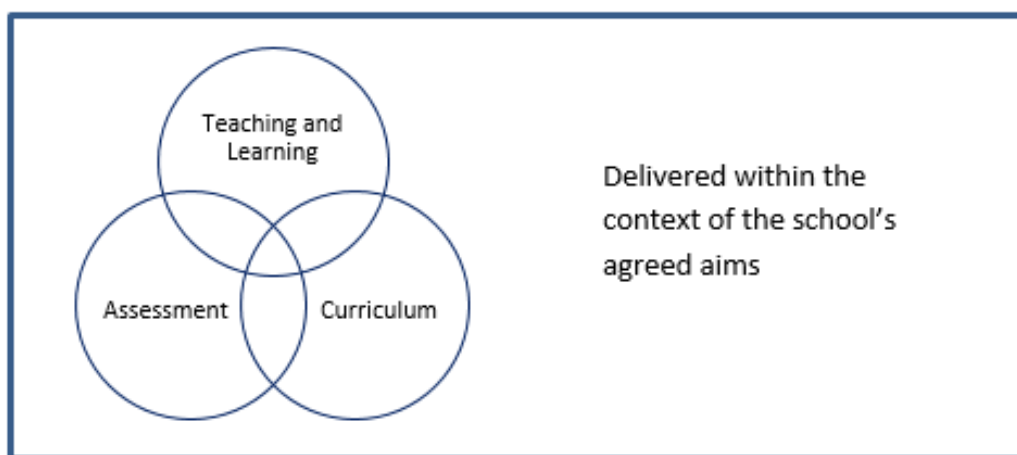 Teaching and
Learning
Assessment
Curriculum
Delivered within the
context of the school’s
agreed aims